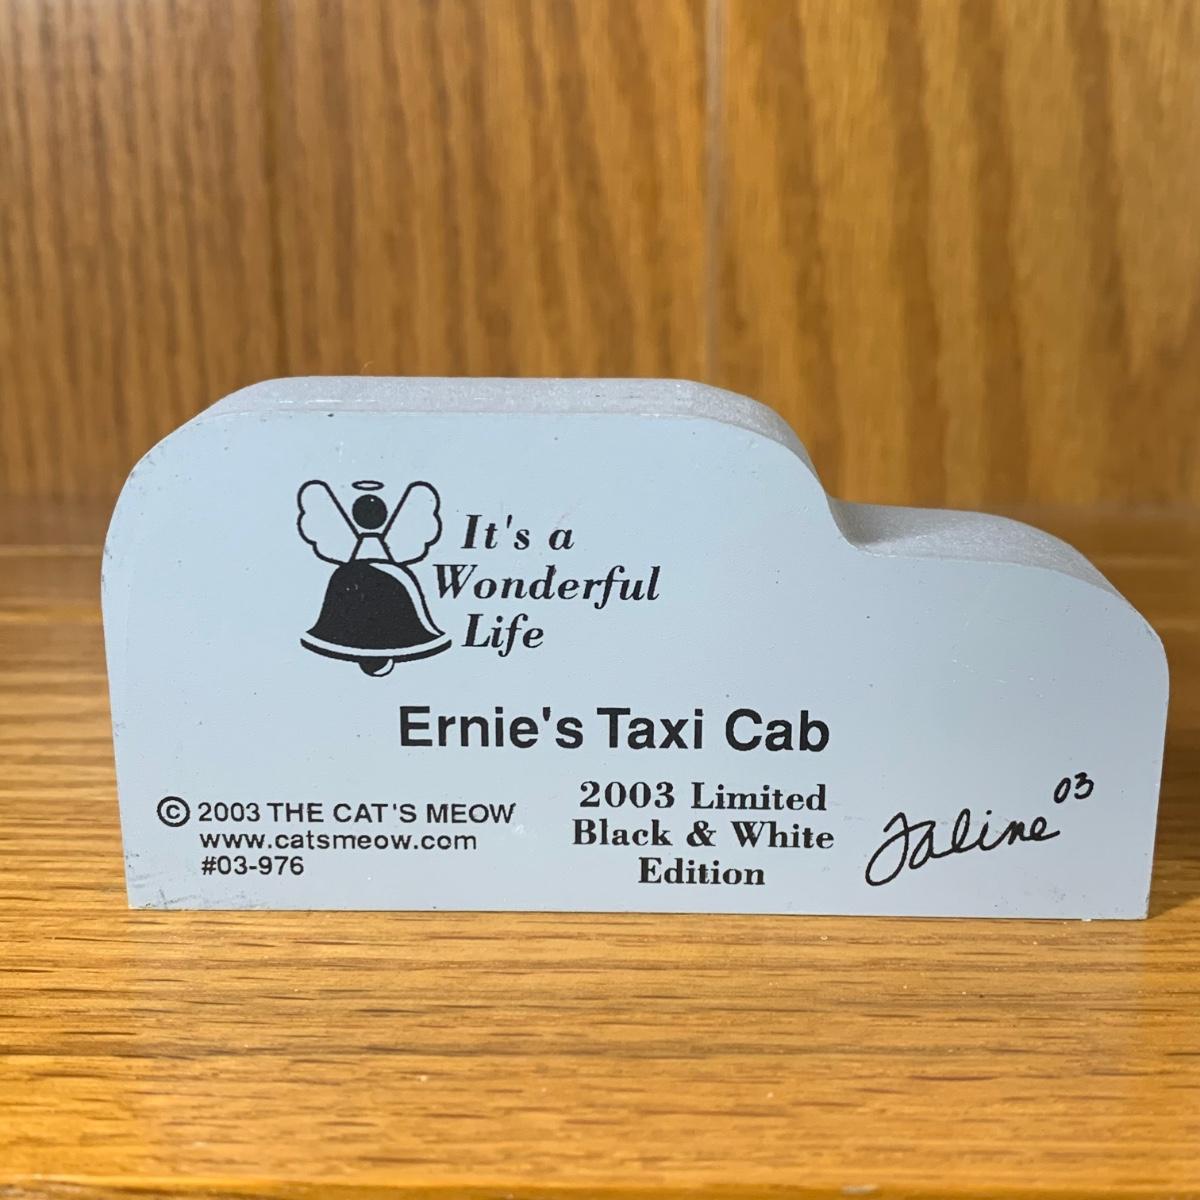 It's a
Wonderful
Life
Ernie's Taxi Cab
© 2003 THE CAT'S MEOW
www.catsmeow.com
#03-976
2003 Limited
Black & White
Edition
Faline 03